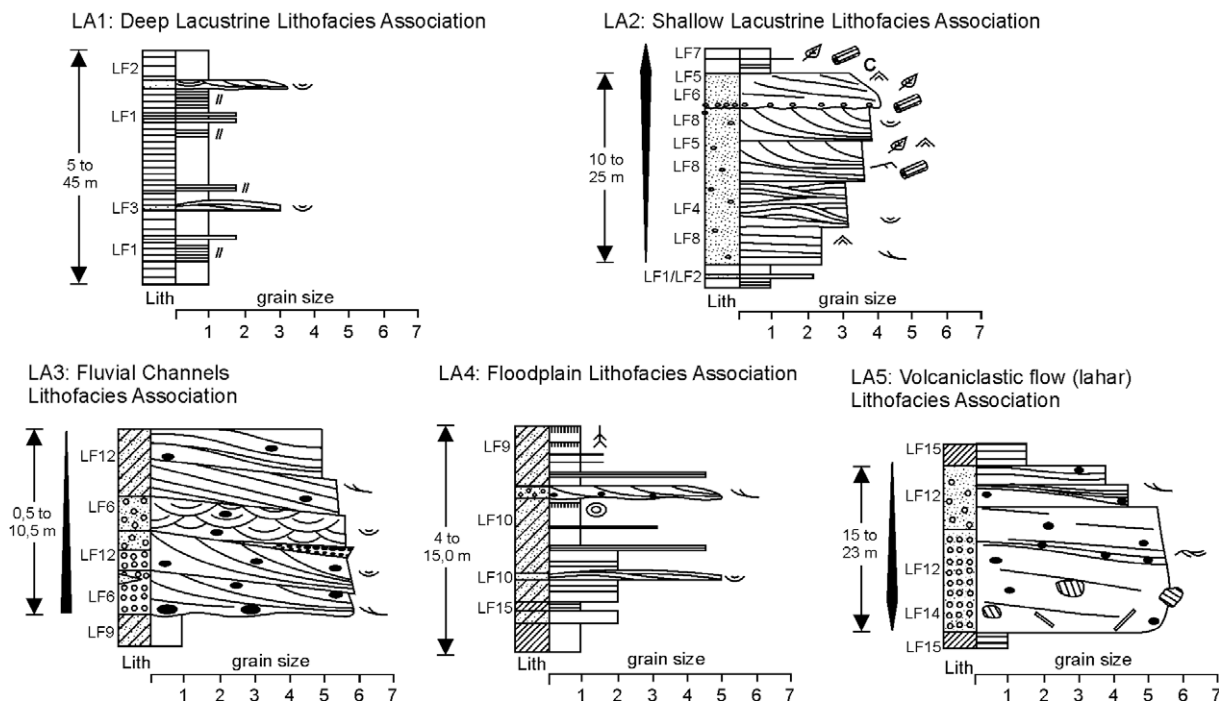 LA1: Deep Lacustrine Lithofacies Association
LF2
LF1
5 to
45 m
LF3
LF1
Lith
grain size
1 2 3 4 5 6 7
LA2: Shallow Lacustrine Lithofacies Association
LF7
C
LF5
LF6
LF8
LF5
10 to
25 m
LF8
LF4
LF8
LF1/LF2
Lith
grain size
1 2 3 4 5 6 7
LA3: Fluvial Channels
Lithofacies Association
LF12
LF6
0,5 to
10,5 m
LF12
LF6
LF9
Lith
grain size
1 2 3 4 5 6 7
LA4: Floodplain Lithofacies Association
LF9
LF10
4 to
15,0 m
LF10
LF15
Lith
grain size
1 2 3 4 5 6 7
LA5: Volcaniclastic flow (lahar)
Lithofacies Association
LF15
LF12
15 to
23 m
LF12
LF14
LF15
Lith
grain size
1 2 3 4 5 6 7